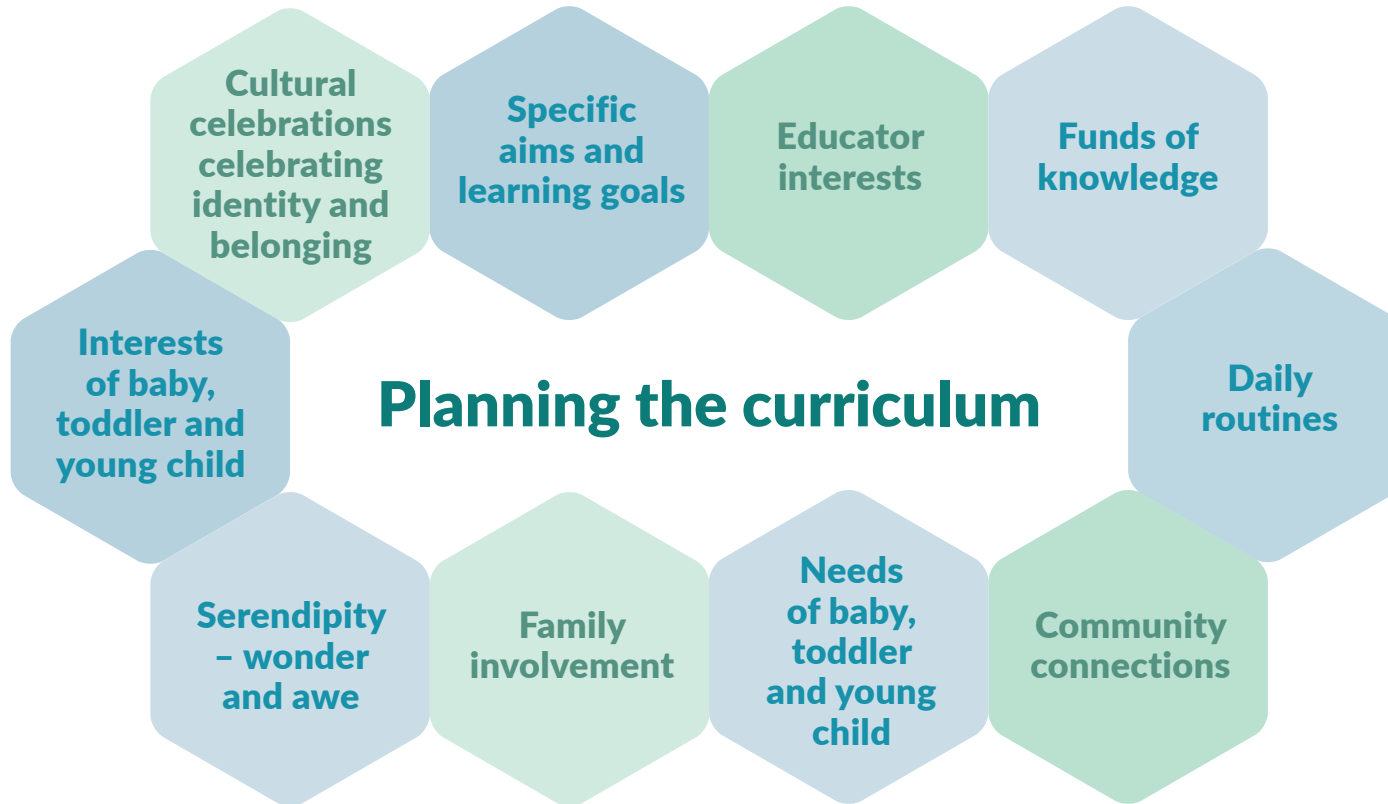 Cultural
celebrations
celebrating
identity and
belonging
Specific
aims and
learning goals
Educator
interests
Funds of
knowledge
Interests
of baby,
toddler and
young child
Planning the curriculum
Daily
routines
Serendipity
– wonder
and awe
Family
involvement
Needs
of baby,
toddler
and young
child
Community
connections